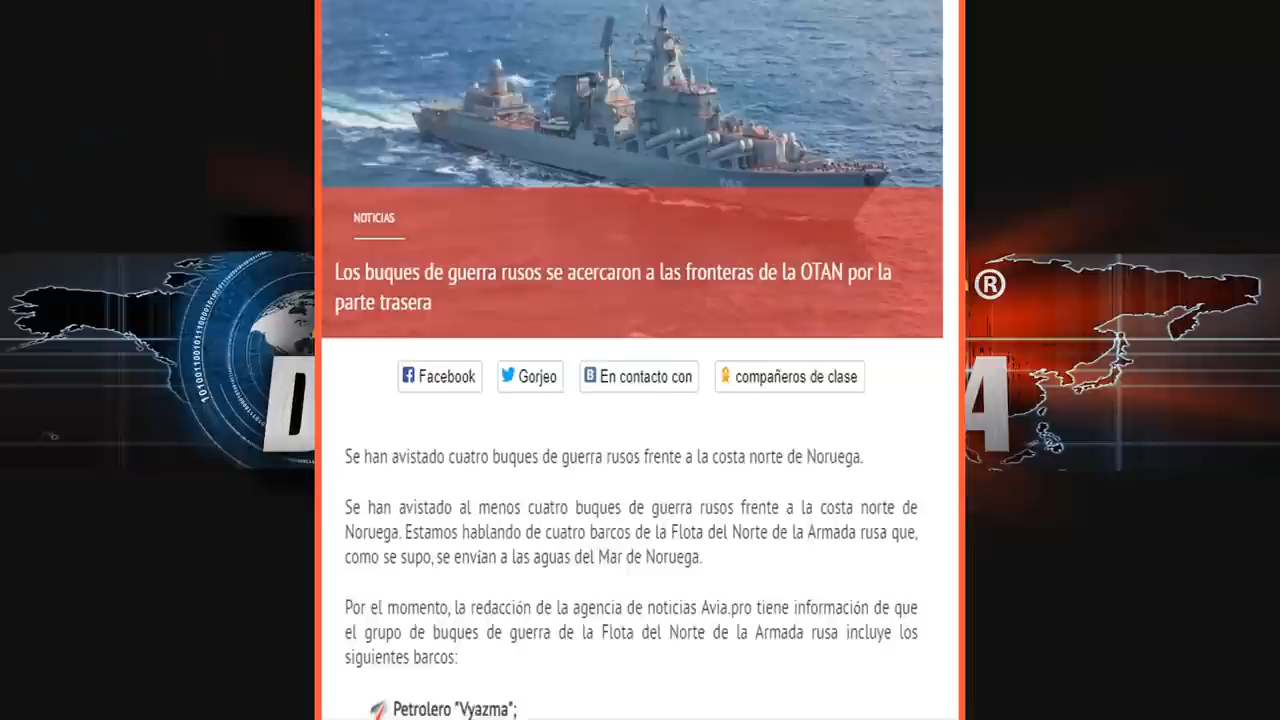 NOTICIAS
Los buques de guerra rusos se acercaron a las fronteras de la OTAN por la
parte trasera
Facebook
Gorjeo
En contacto con
compañeros de clase
Se han avistado cuatro buques de guerra rusos frente a la costa norte de Noruega.
Se han avistado al menos cuatro buques de guerra rusos frente a la costa norte de
Noruega. Estamos hablando de cuatro barcos de la Flota del Norte de la Armada rusa que,
como se supo, se envían a las aguas del Mar de Noruega.
Por el momento, la redacción de la agencia de noticias Avia.pro tiene información de que
el grupo de buques de guerra de la Flota del Norte de la Armada rusa incluye los
siguientes barcos:
Petrolero "Vyazma";
D
A
®